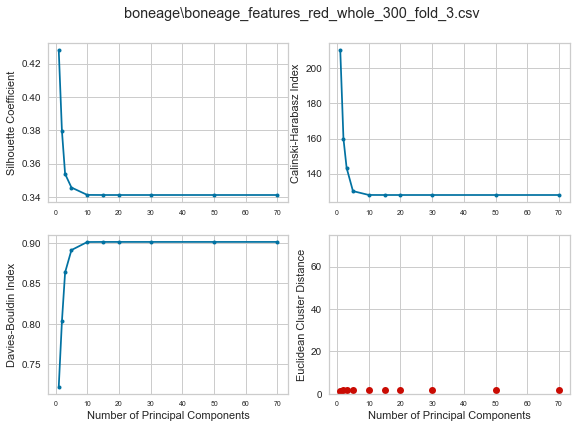 boneage\boneage_features_red_whole_300_fold_3.csv
Silhouette Coefficient
0.42
0.40
0.38
0.36
0.34
0 10 20 30 40 50 60 70
Calinski-Harabasz Index
200
180
160
140
0 10 20 30 40 50 60 70
Davies-Bouldin Index
0.90
0.85
0.80
0.75
0 10 20 30 40 50 60 70
Number of Principal Components
Euclidean Cluster Distance
60
40
20
0
0 10 20 30 40 50 60 70
Number of Principal Components